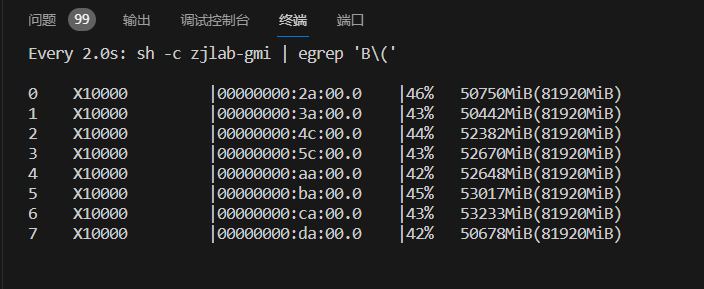 问题 99 输出 调试控制台 终端 端口
Every 2.0s: sh -c zjlab-gmi | egrep 'B\('
0 X10000 |00000000:2a:00.0 |46% 50750MiB(81920MiB)
1 X10000 |00000000:3a:00.0 |43% 50442MiB(81920MiB)
2 X10000 |00000000:4c:00.0 |44% 52382MiB(81920MiB)
3 X10000 |00000000:5c:00.0 |43% 52670MiB(81920MiB)
4 X10000 |00000000:aa:00.0 |42% 52648MiB(81920MiB)
5 X10000 |00000000:ba:00.0 |45% 53017MiB(81920MiB)
6 X10000 |00000000:ca:00.0 |43% 53233MiB(81920MiB)
7 X10000 |00000000:da:00.0 |42% 50678MiB(81920MiB)